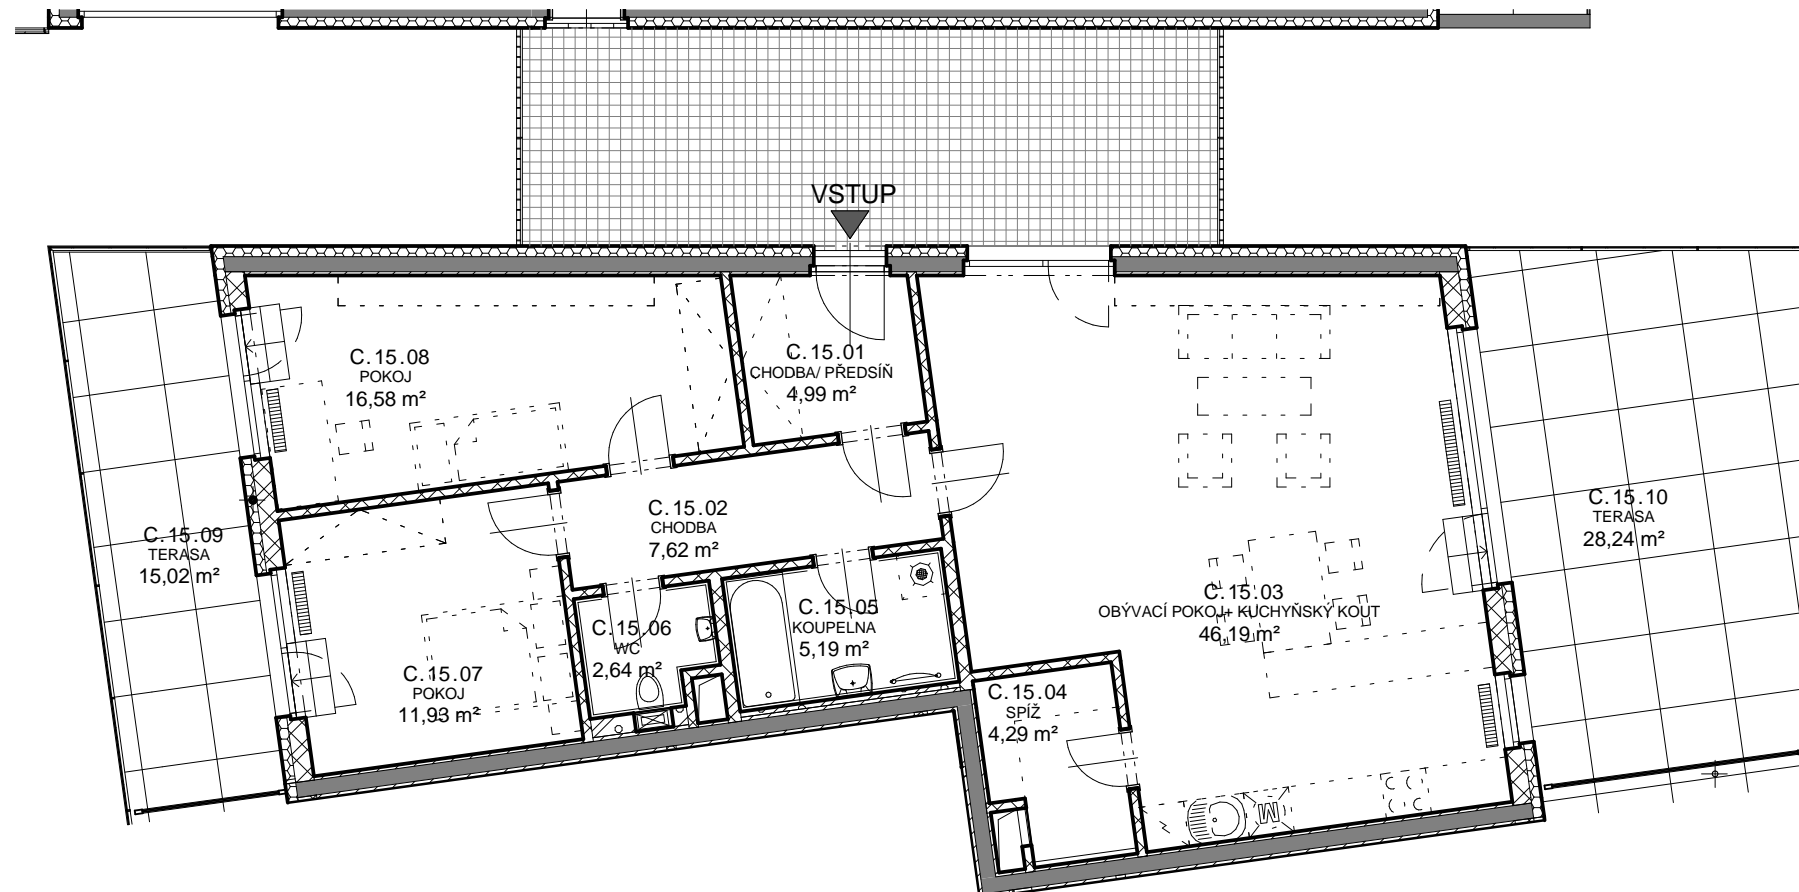 VSTUP
C.15.08
POKOJ
16,58 m²
C.15.01
CHODBA/ PŘEDSÍŇ
4,99 m²
C.15.02
CHODBA
7,62 m²
C.15.09
TERASA
15,02 m²
C.15.10
TERASA
28,24 m²
C.15.03
OBÝVACÍ POKOJ+ KUCHYŇSKÝ KOUT
46,19 m²
C.15.05
KOUPELNA
5,19 m²
C.15.06
WC
2,64 m²
C.15.07
POKOJ
11,93 m²
C.15.04
SPÍŽ
4,29 m²
M